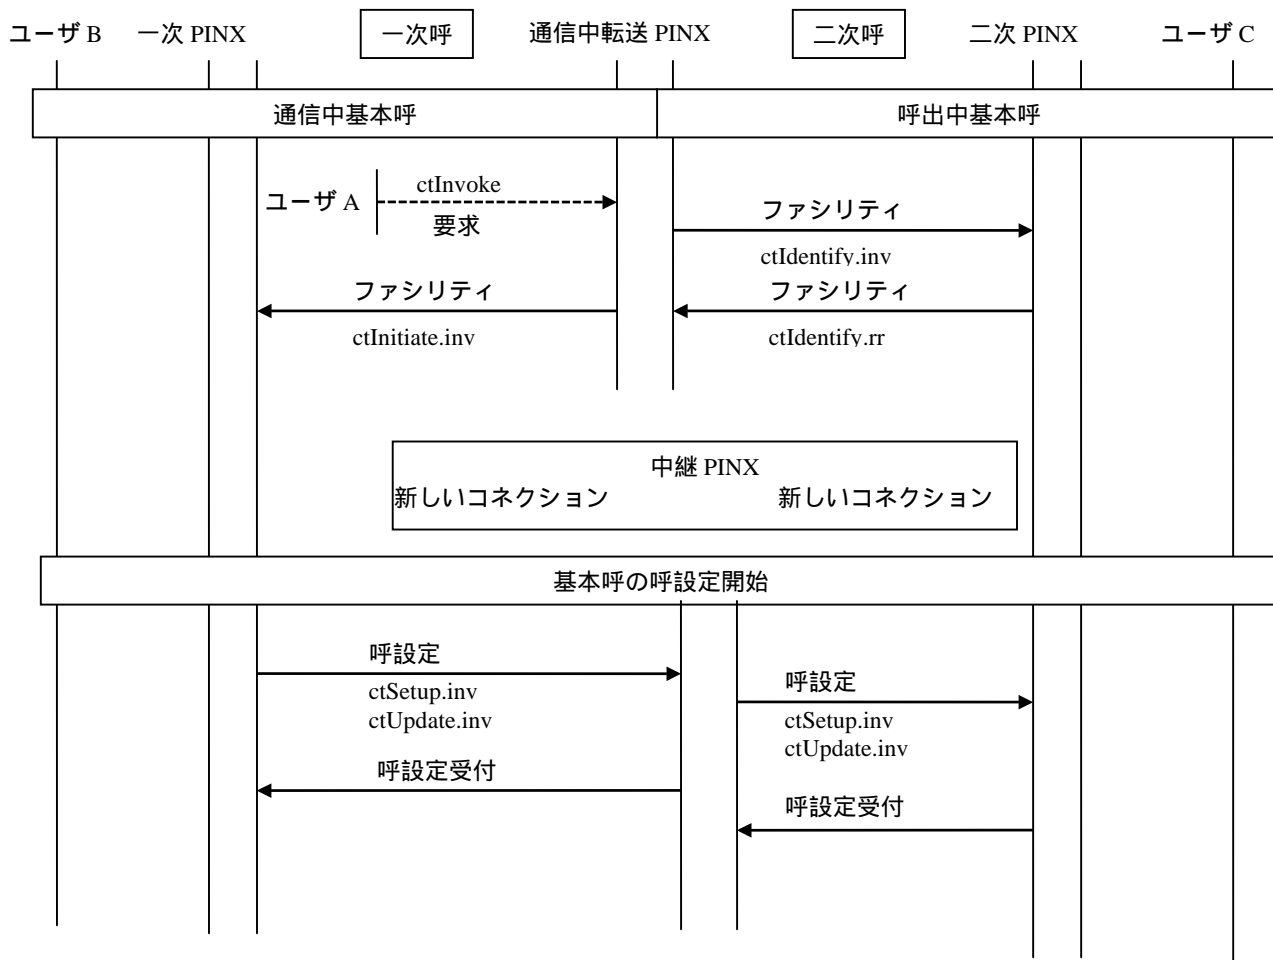 ユーザ B
一次 PINX
一次呼
通信中転送 PINX
二次呼
二次 PINX
ユーザ C
通信中基本呼
呼出中基本呼
ユーザ A
ctInvoke
要求
ファシリティ
ctIdentify.inv
ファシリティ
ctInitiate.inv
ファシリティ
ctIdentify.rr
中継 PINX
新しいコネクション
新しいコネクション
基本呼の呼設定開始
呼設定
ctSetup.inv
ctUpdate.inv
呼設定
ctSetup.inv
ctUpdate.inv
呼設定受付
呼設定受付